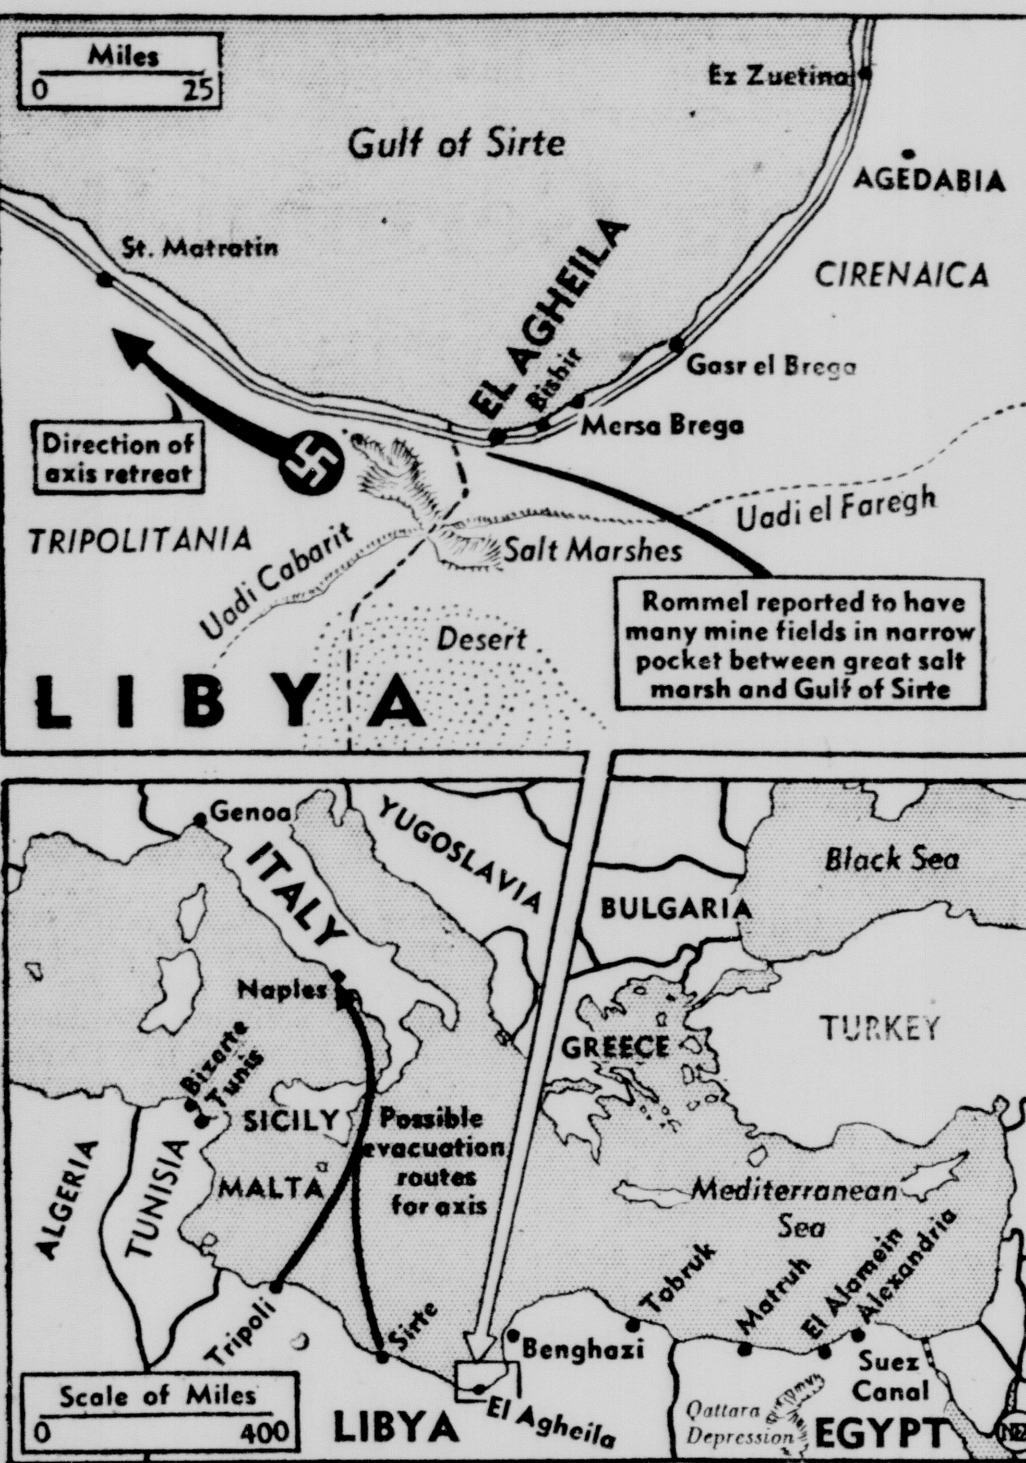 Miles
0 25
Ex Zuetina
Gulf of Sirte
AGEDABIA
St. Matratin
CIRENAICA
EL AGHEILA
Bisbir
Gasr el Brega
Mersa Brega
Direction of
axis retreat
TRIPOLITANIA
Uadi Cabarit
Uadi el Faregh
Salt Marshes
Desert
Rommel reported to have
many mine fields in narrow
pocket between great salt
marsh and Gulf of Sirte
LIBYA
Genoa
YUGOSLAVIA
ITALY
Black Sea
BULGARIA
Naples
TURKEY
GREECE
Bizerte
Tunis
SICILY
Possible
evacuation
routes
for axis
ALGERIA
TUNISIA
MALTA
Mediterranean
Sea
Tobruk
Matruh
El Alamein
Alexandria
Tripoli
Sirte
Benghazi
Suez
Canal
Scale of Miles
0 400
LIBYA
El Agheila
Qattara
Depression
EGYPT